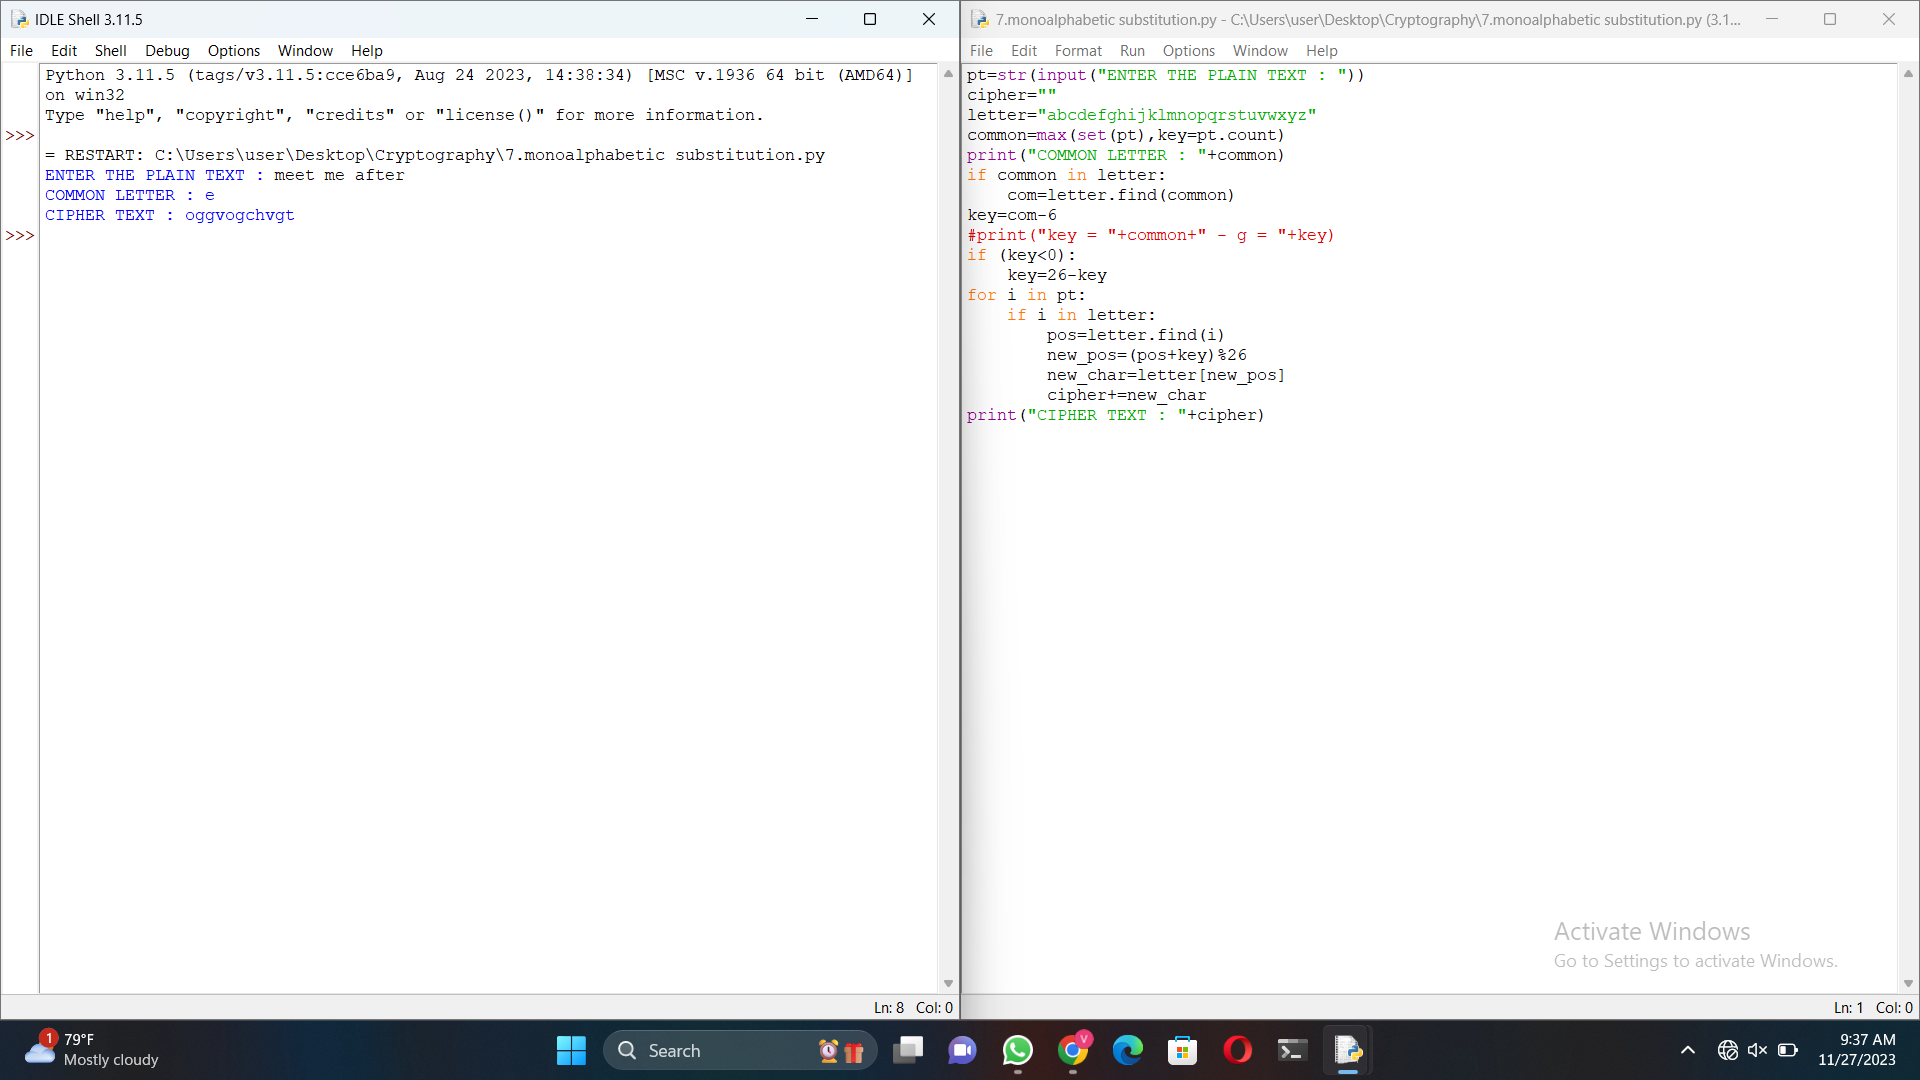 IDLE Shell 3.11.5
File Edit Shell Debug Options Window Help
Python 3.11.5 (tags/v3.11.5:cce6ba9, Aug 24 2023, 14:38:34) [MSC v.1936 64 bit (AMD64)]
on win32
Type "help", "copyright", "credits" or "license()" for more information.
>>>
= RESTART: C:\Users\user\Desktop\Cryptography\7.monoalphabetic substitution.py
ENTER THE PLAIN TEXT : meet me after
COMMON LETTER : e
CIPHER TEXT : oggvogchvgt
>>>
Ln: 8 Col: 0
7.monoalphabetic substitution.py - C:\Users\user\Desktop\Cryptography\7.monoalphabetic substitution.py (3.1...
File Edit Format Run Options Window Help
pt=str(input("ENTER THE PLAIN TEXT : "))
cipher=""
letter="abcdefghijklmnopqrstuvwxyz"
common=max(set(pt),key=pt.count)
print("COMMON LETTER : "+common)
if common in letter:
    com=letter.find(common)
key=com-6
#print("key = "+common+" - g = "+key)
if (key<0):
    key=26-key
for i in pt:
    if i in letter:
        pos=letter.find(i)
        new_pos=(pos+key)%26
        new_char=letter[new_pos]
        cipher+=new_char
print("CIPHER TEXT : "+cipher)
Activate Windows
Go to Settings to activate Windows.
Ln: 1 Col: 0
1
79°F
Mostly cloudy
Search
V
9:37 AM
11/27/2023